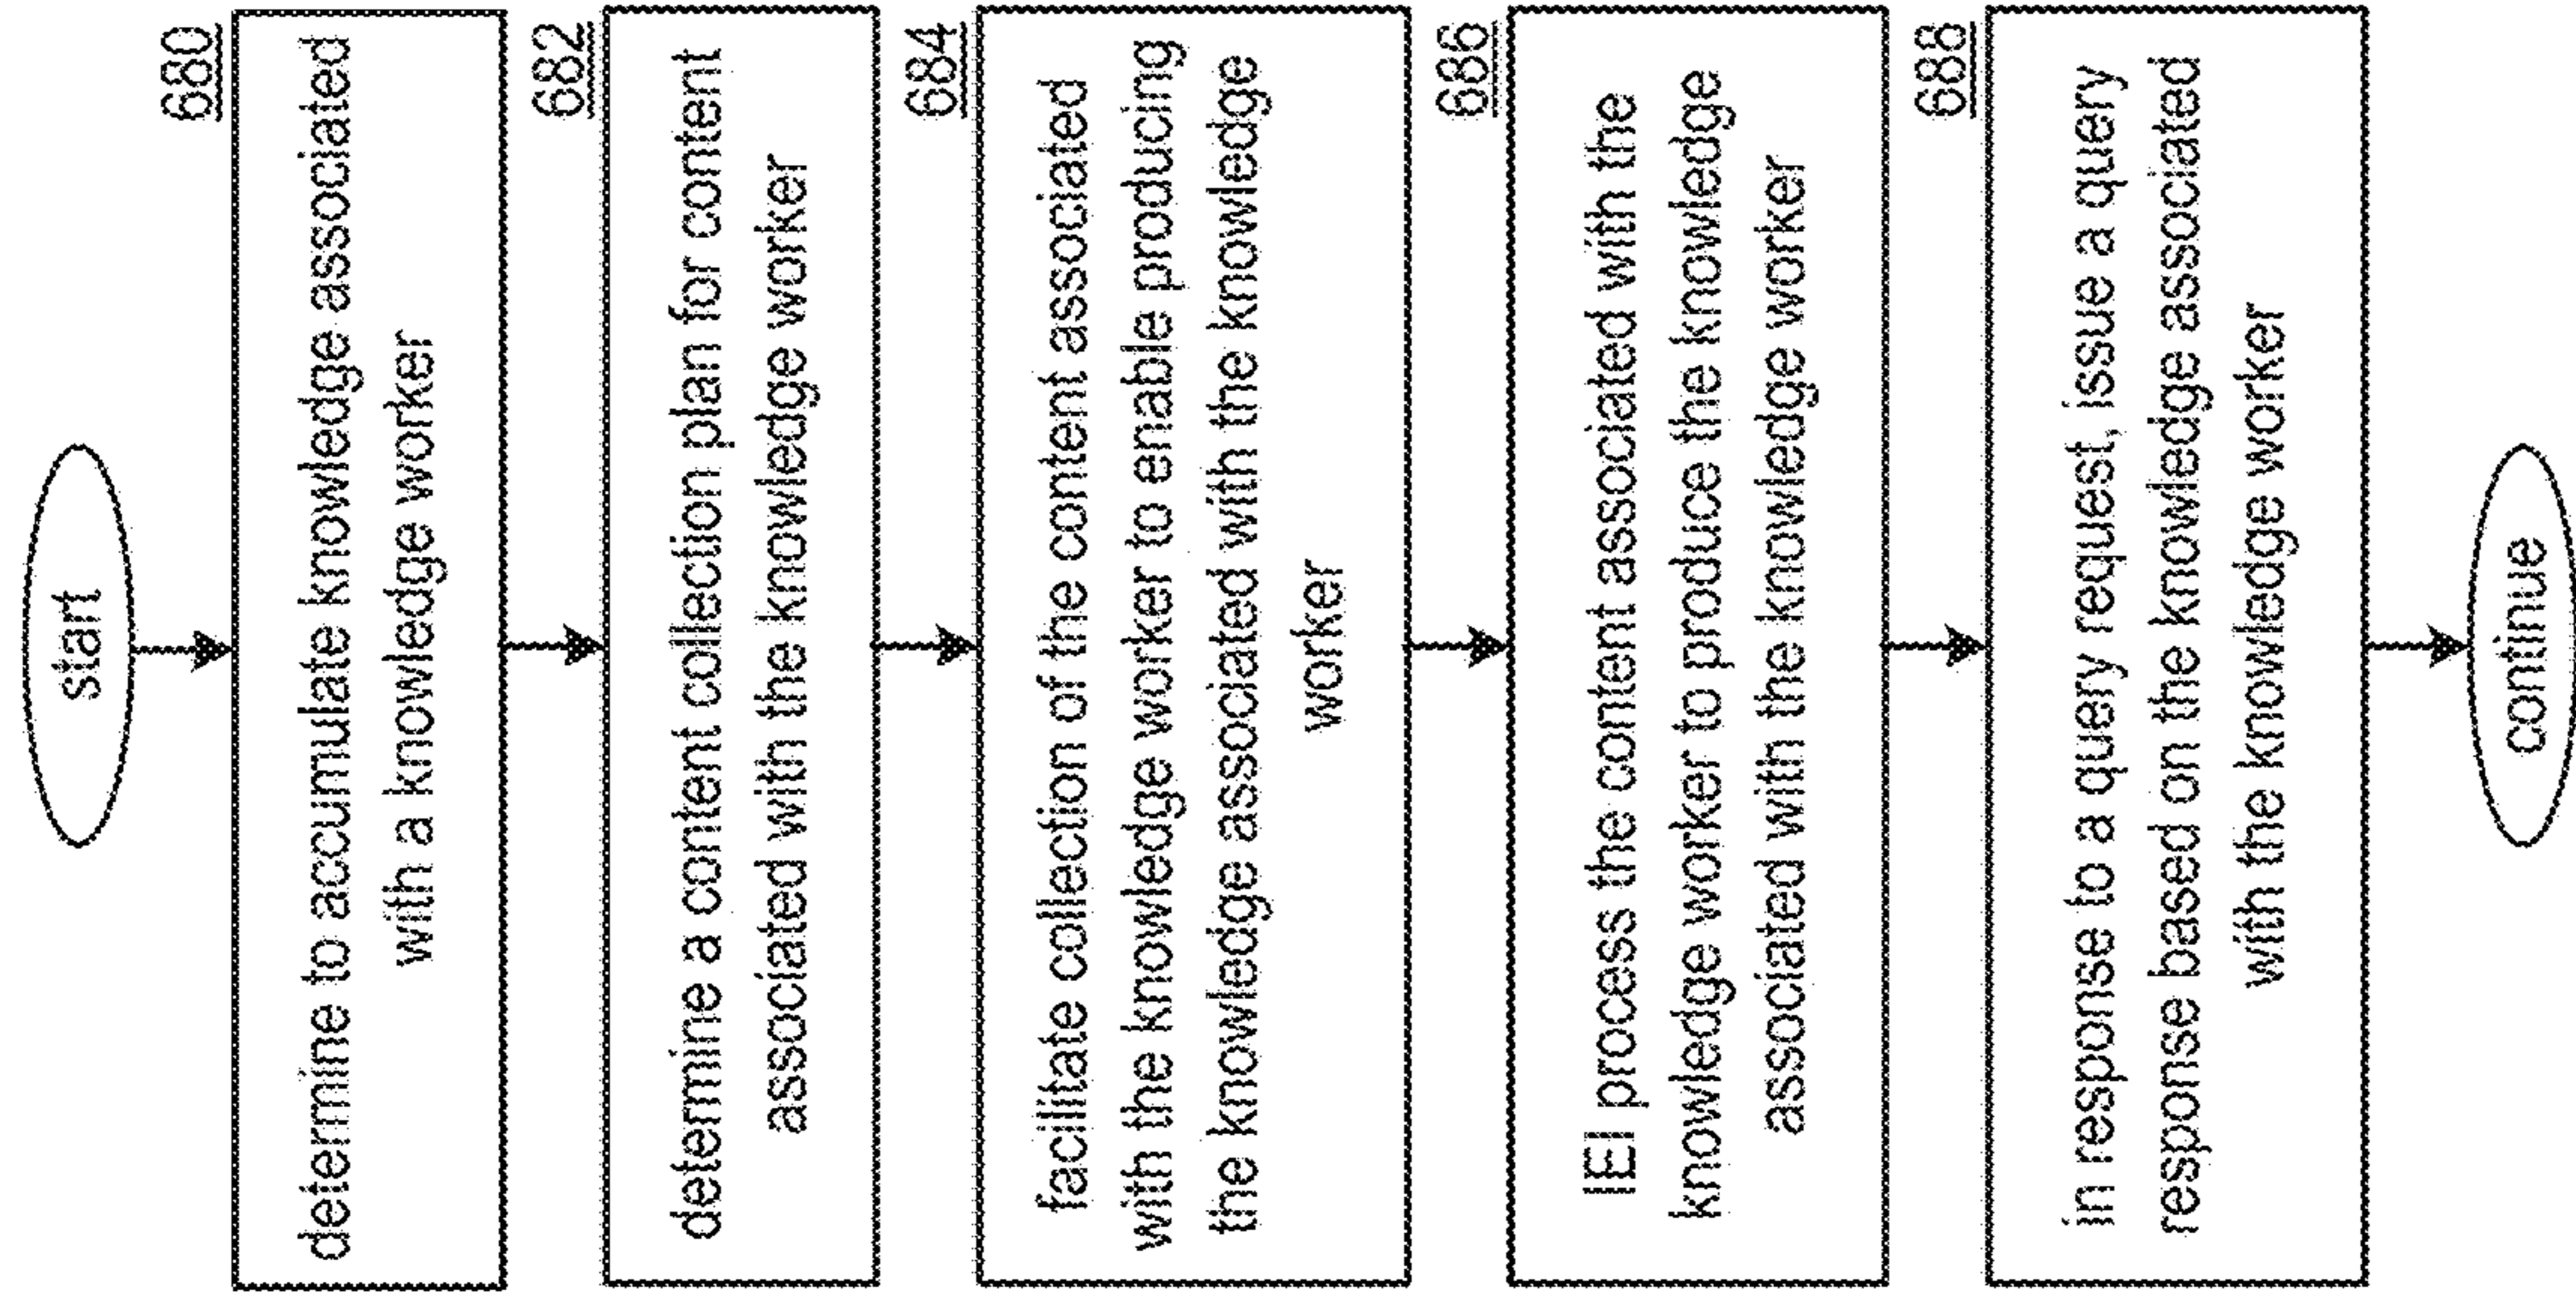 start
680
determine to accumulate knowledge associated
with a knowledge worker
682
determine a content collection plan for content
associated with the knowledge worker
684
facilitate collection of the content associated
with the knowledge worker to enable producing
the knowledge associated with the knowledge
worker
686
IEI process the content associated with the
knowledge worker to produce the knowledge
associated with the knowledge worker
688
in response to a query request, issue a query
response based on the knowledge associated
with the knowledge worker
continue